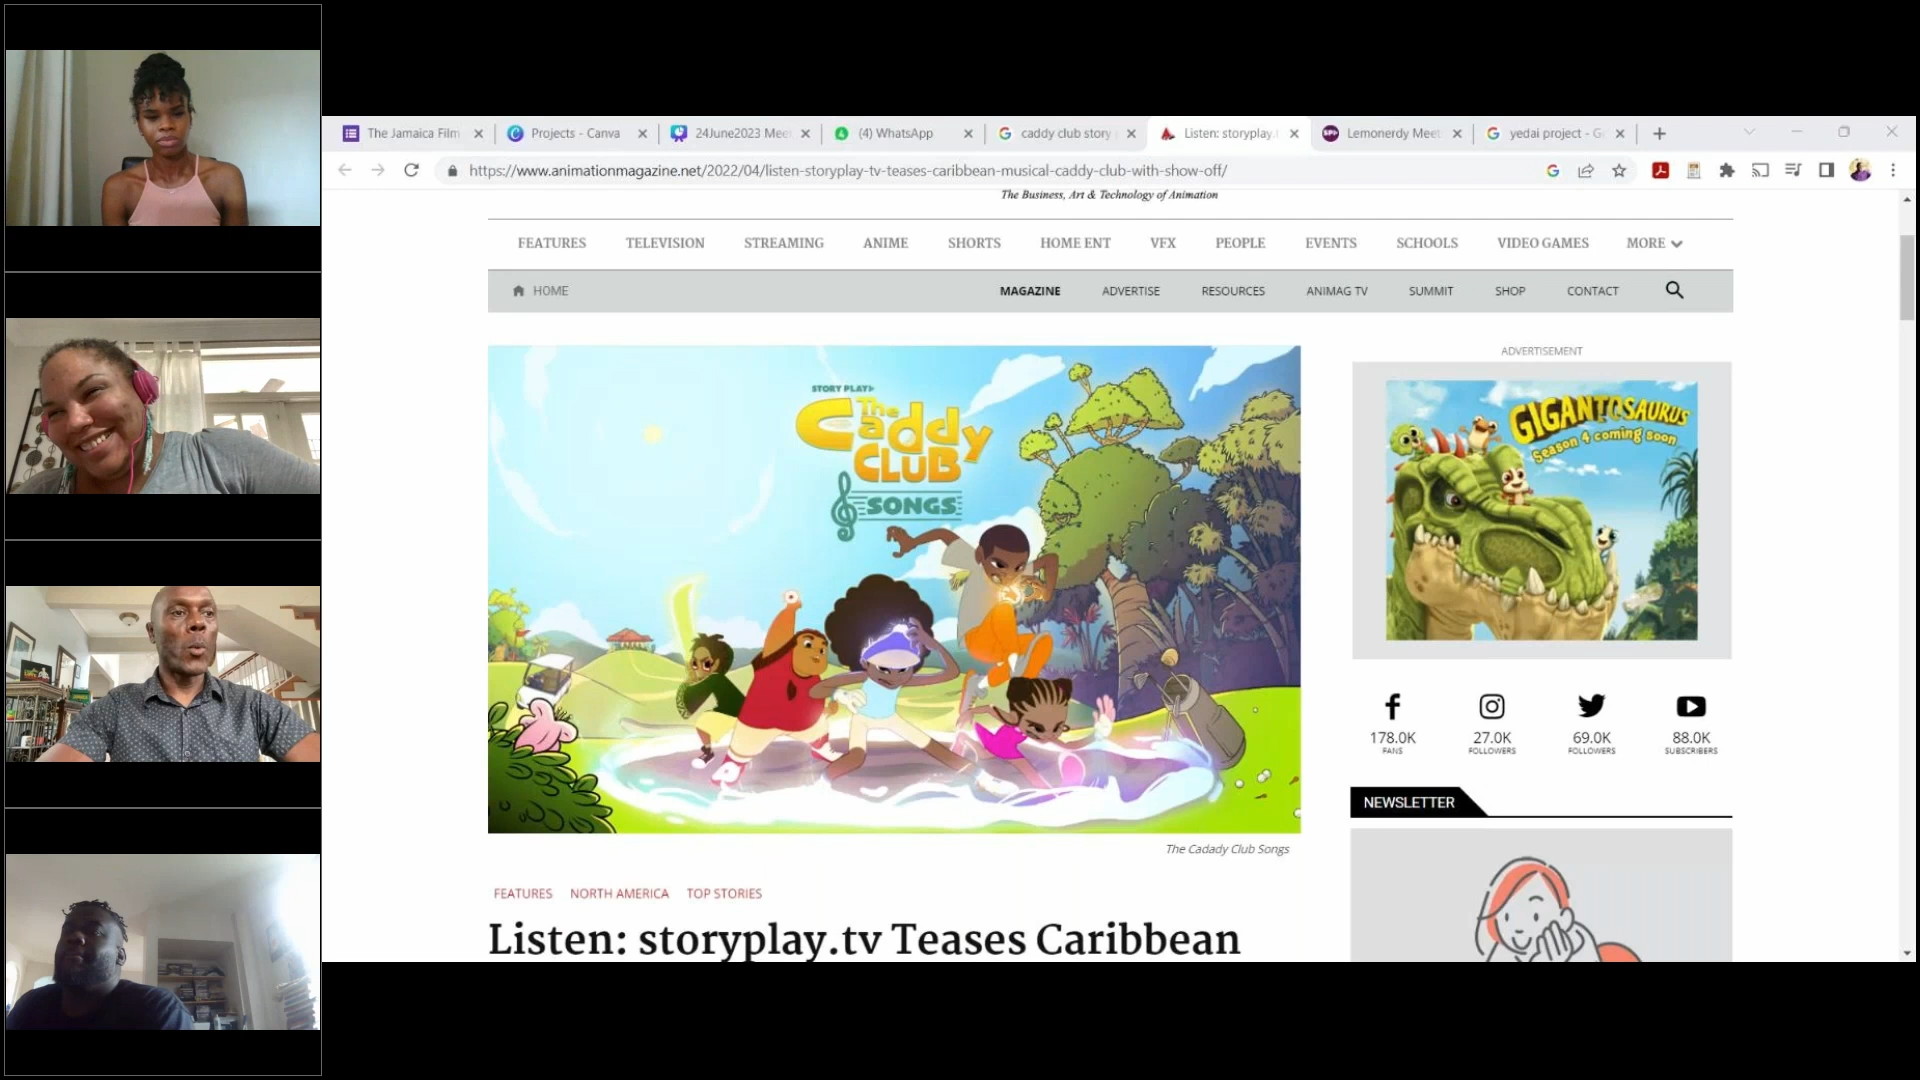 The Jamaica Film
Projects - Canva
24June2023 Mee
(4) WhatsApp
caddy club story
Listen: storyplay.t
Lemonerdy Meet
yedai project - G
https://www.animationmagazine.net/2022/04/listen-storyplay-tv-teases-caribbean-musical-caddy-club-with-show-off/
The Business, Art & Technology of Animation
FEATURES TELEVISION STREAMING ANIME SHORTS HOME ENT VFX PEOPLE EVENTS SCHOOLS VIDEO GAMES MORE
HOME MAGAZINE ADVERTISE RESOURCES ANIMAG TV SUMMIT SHOP CONTACT
STORY PLAY
The
Caddy
CLUB
SONGS
ADVERTISEMENT
GIGANTOSAURUS
Season 4 coming soon
178.0K
FANS
27.0K
FOLLOWERS
69.0K
FOLLOWERS
88.0K
SUBSCRIBERS
NEWSLETTER
The Cadady Club Songs
FEATURES NORTH AMERICA TOP STORIES
Listen: storyplay.tv Teases Caribbean